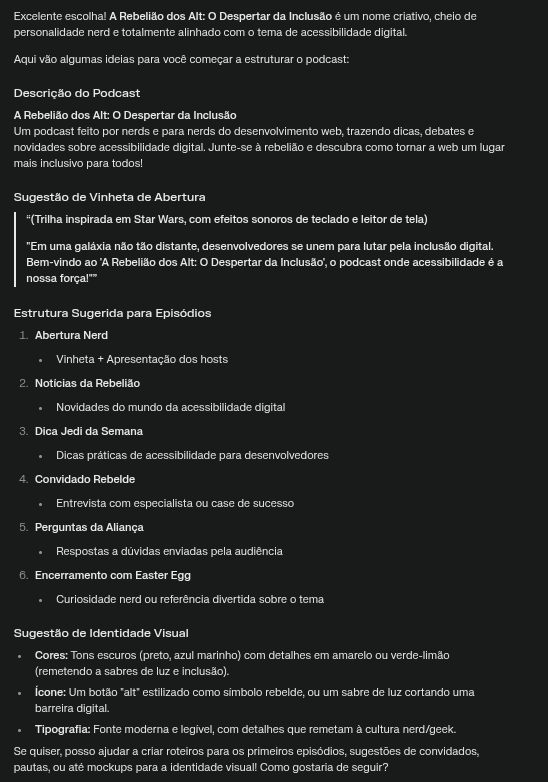 Excelente escolha! A Rebelião dos Alt: O Despertar da Inclusão é um nome criativo, cheio de
personalidade nerd e totalmente alinhado com o tema de acessibilidade digital.
Aqui vão algumas ideias para você começar a estruturar o podcast:
Descrição do Podcast
A Rebelião dos Alt: O Despertar da Inclusão
Um podcast feito por nerds e para nerds do desenvolvimento web, trazendo dicas, debates e
novidades sobre acessibilidade digital. Junte-se à rebelião e descubra como tornar a web um lugar
mais inclusivo para todos!
Sugestão de Vinheta de Abertura
“(Trilha inspirada em Star Wars, com efeitos sonoros de teclado e leitor de tela)
"Em uma galáxia não tão distante, desenvolvedores se unem para lutar pela inclusão digital.
Bem-vindo ao 'A Rebelião dos Alt: O Despertar da Inclusão', o podcast onde acessibilidade é a
nossa força!"”
Estrutura Sugerida para Episódios
1. Abertura Nerd
• Vinheta + Apresentação dos hosts
2. Notícias da Rebelião
• Novidades do mundo da acessibilidade digital
3. Dica Jedi da Semana
• Dicas práticas de acessibilidade para desenvolvedores
4. Convidado Rebelde
• Entrevista com especialista ou case de sucesso
5. Perguntas da Aliança
• Respostas a dúvidas enviadas pela audiência
6. Encerramento com Easter Egg
• Curiosidade nerd ou referência divertida sobre o tema
Sugestão de Identidade Visual
• Cores: Tons escuros (preto, azul marinho) com detalhes em amarelo ou verde-limão
(remetendo a sabres de luz e inclusão).
• Ícone: Um botão "alt" estilizado como símbolo rebelde, ou um sabre de luz cortando uma
barreira digital.
• Tipografia: Fonte moderna e legível, com detalhes que remetam à cultura nerd/geek.
Se quiser, posso ajudar a criar roteiros para os primeiros episódios, sugestões de convidados,
pautas, ou até mockups para a identidade visual! Como gostaria de seguir?